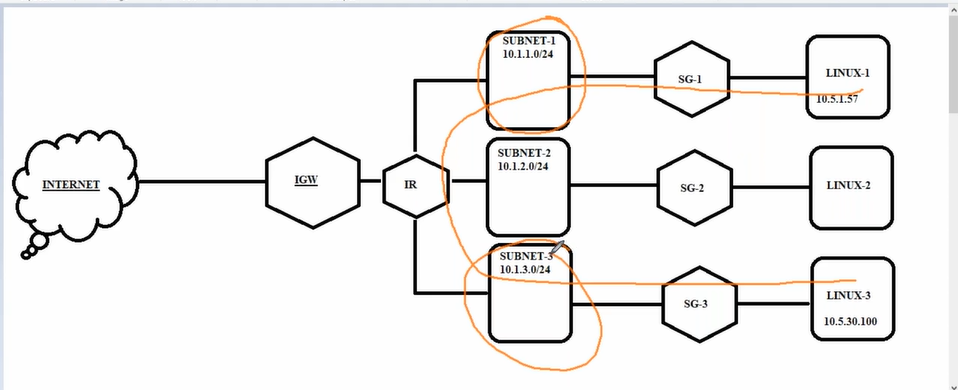 INTERNET
IGW
IR
SUBNET-1
10.1.1.0/24
SG-1
LINUX-1
10.5.1.57
SUBNET-2
10.1.2.0/24
SG-2
LINUX-2
SUBNET-3
10.1.3.0/24
SG-3
LINUX-3
10.5.30.100